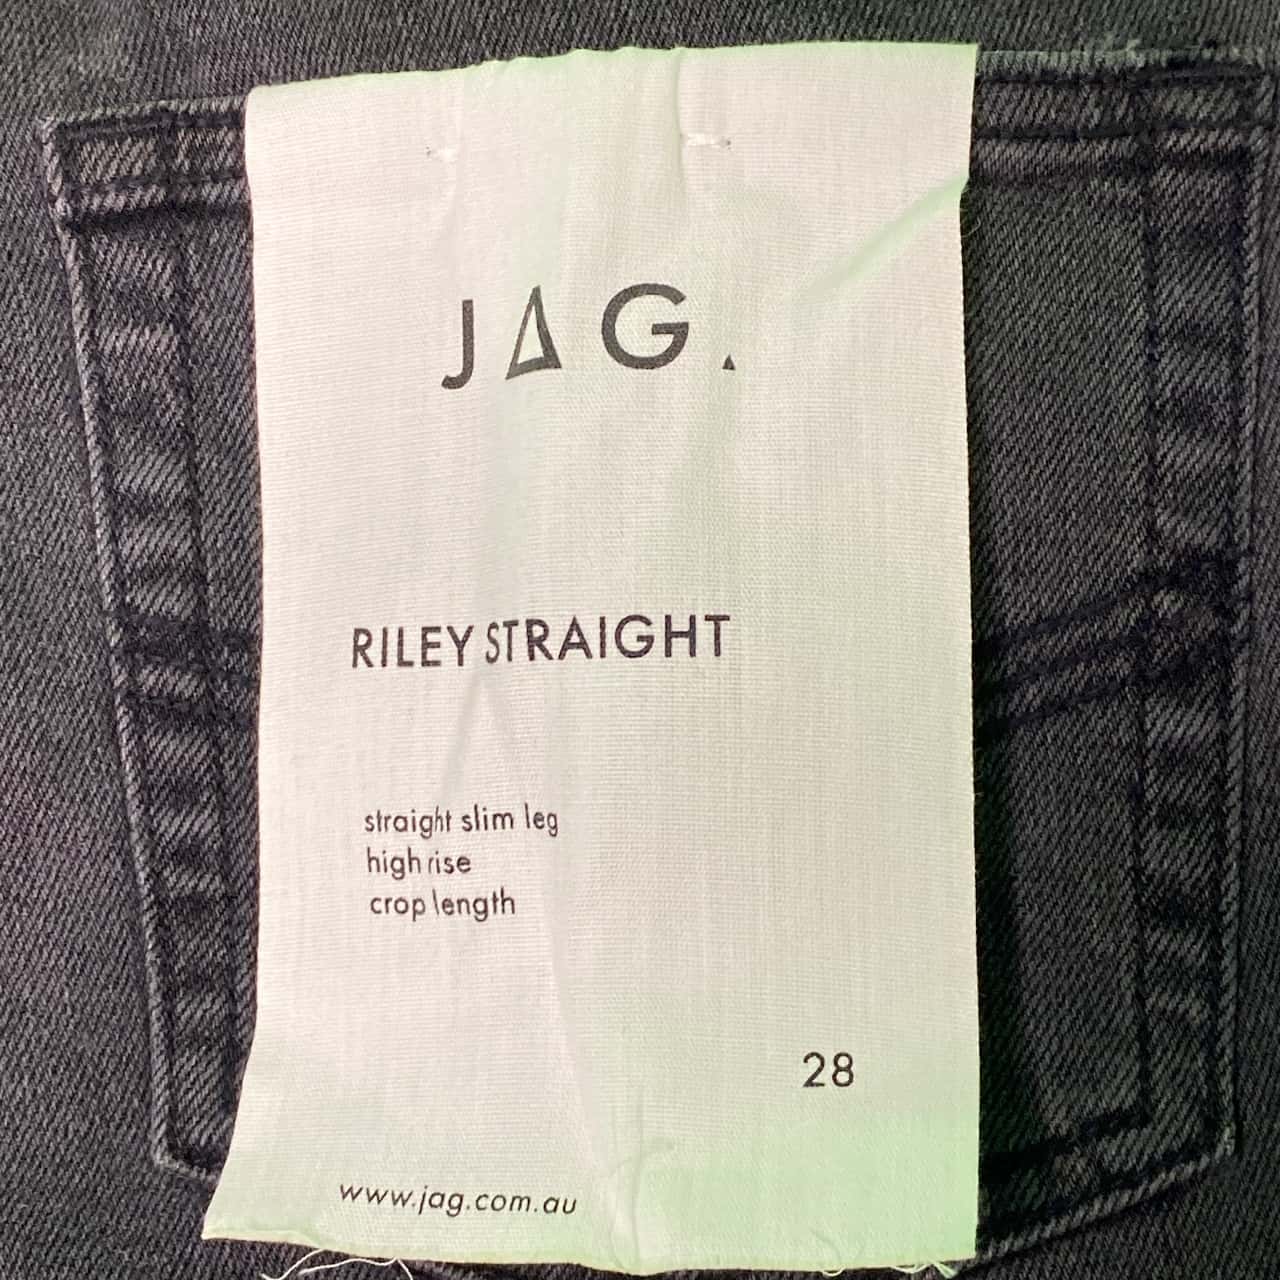 JAG.
RILEY STRAIGHT
straight slim leg
high rise
crop length
28
www.jag.com.au